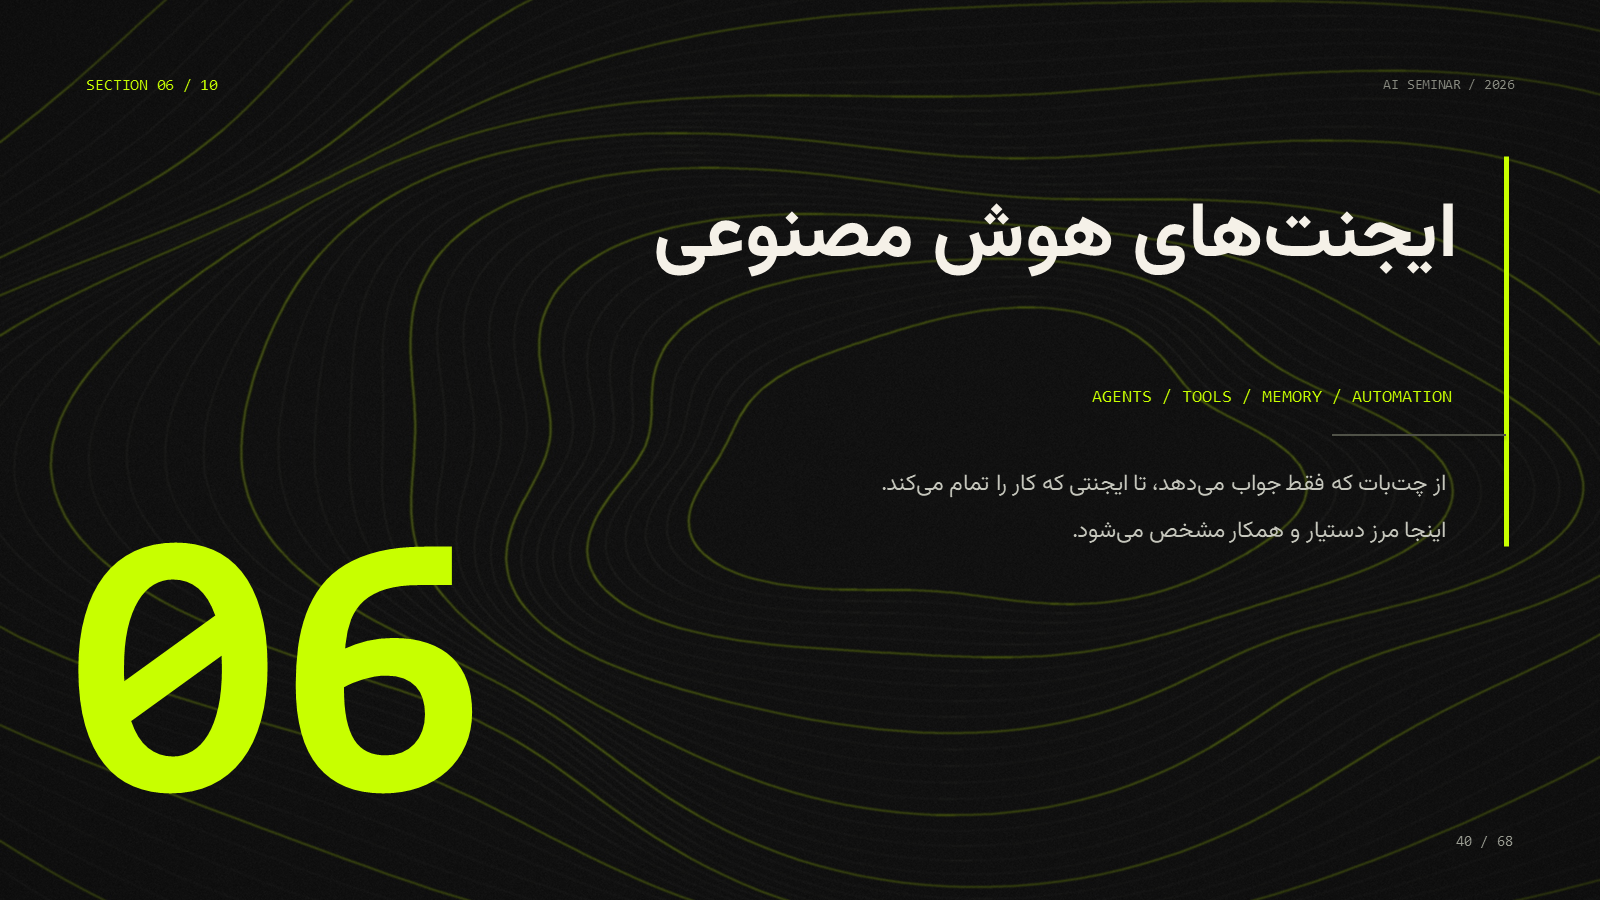 SECTION 06 / 10
AI SEMINAR / 2026
ایجنت‌های هوش مصنوعی
AGENTS / TOOLS / MEMORY / AUTOMATION
از چت‌بات که فقط جواب می‌دهد، تا ایجنتی که کار را تمام می‌کند.
اینجا مرز دستیار و همکار مشخص می‌شود.
06
40 / 68